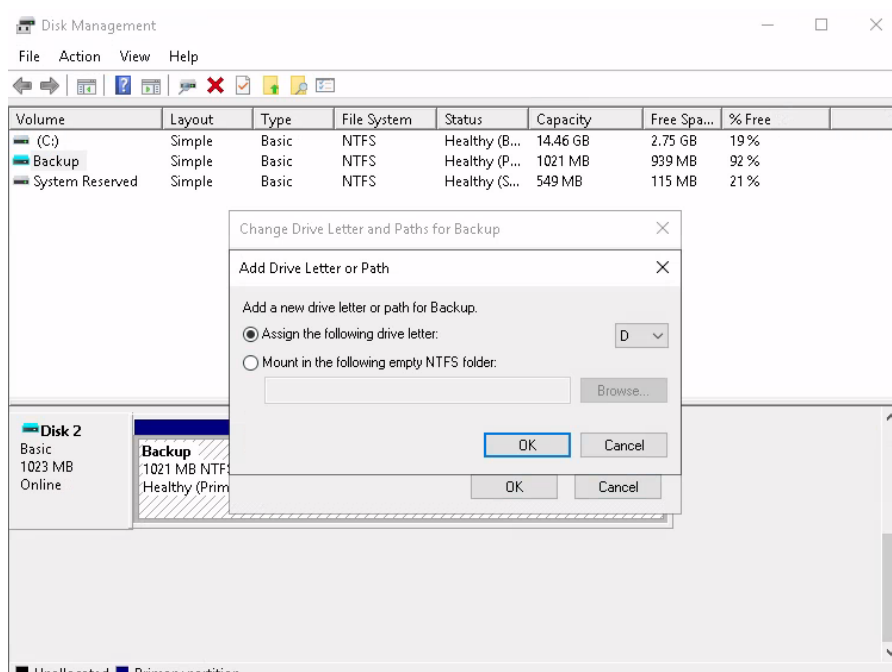 Disk Management
File Action View Help
Volume Layout Type File System Status Capacity Free Spa... % Free
(C:) Simple Basic NTFS Healthy (B... 14.46 GB 2.75 GB 19 %
Backup Simple Basic NTFS Healthy (P... 1021 MB 939 MB 92 %
System Reserved Simple Basic NTFS Healthy (S... 549 MB 115 MB 21 %
Change Drive Letter and Paths for Backup
Add Drive Letter or Path
Add a new drive letter or path for Backup.
Assign the following drive letter: D
Mount in the following empty NTFS folder:
Browse...
OK Cancel
OK Cancel
Disk 2
Basic
1023 MB
Online
Backup
1021 MB NTFS
Healthy (Prim
Unallocated Primary partition